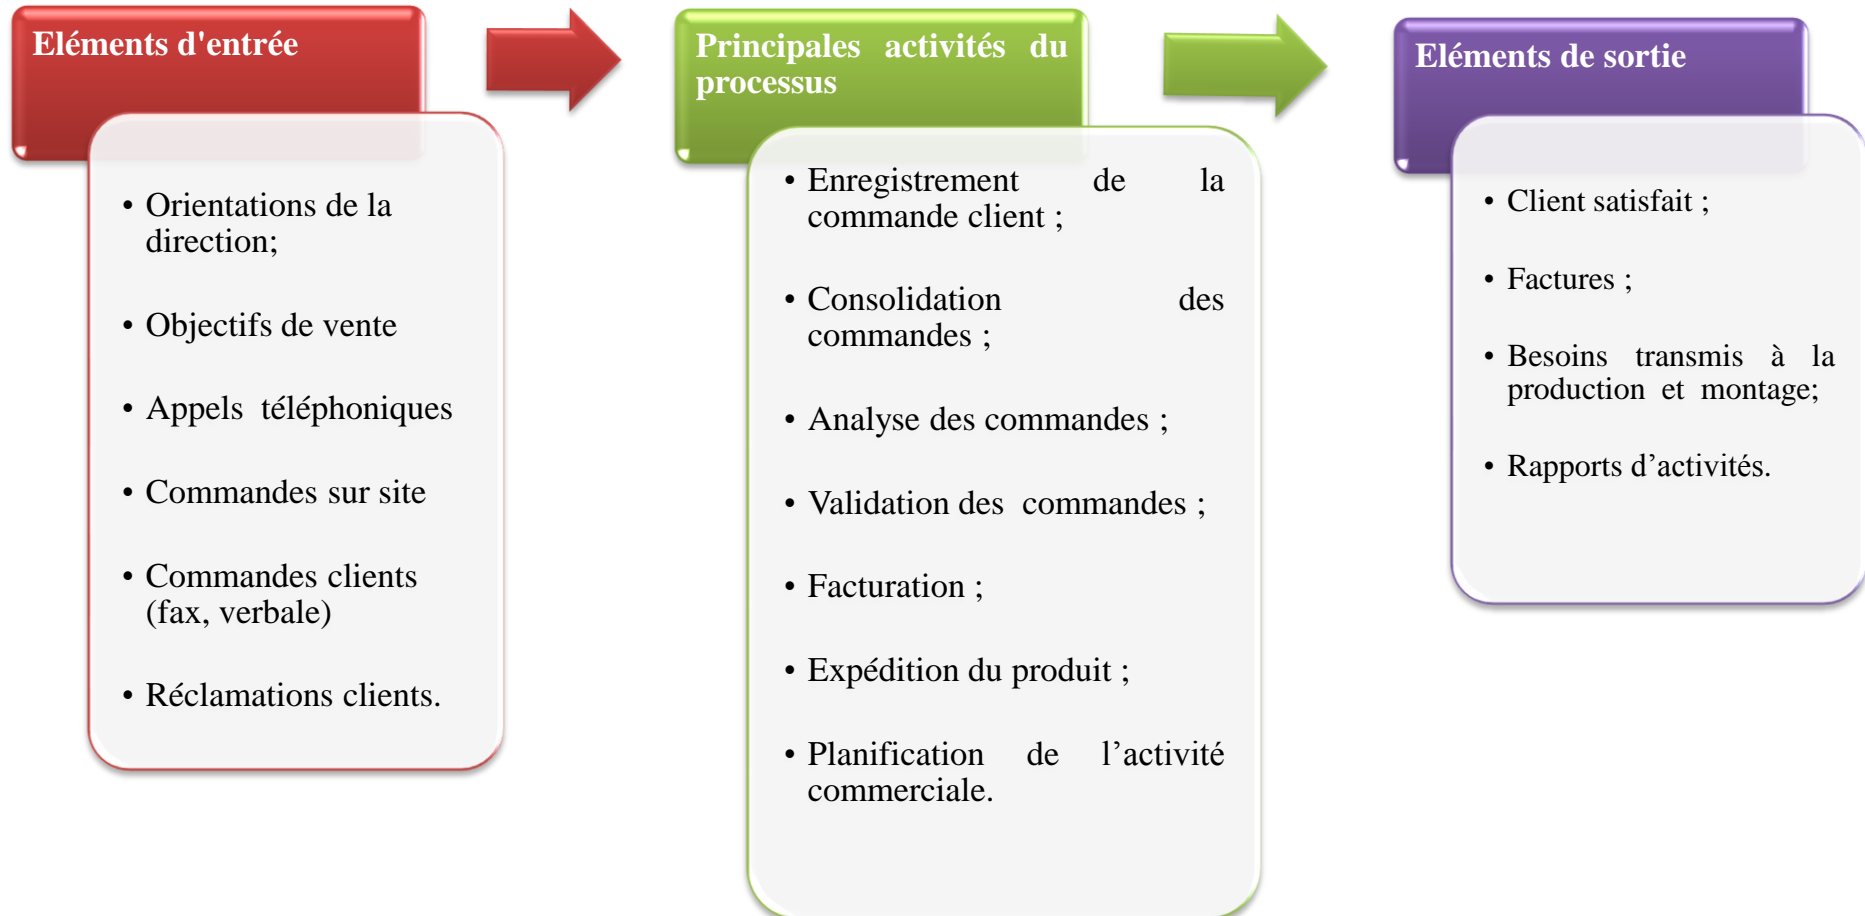 Eléments d'entrée
• Orientations de la
direction;
• Objectifs de vente
• Appels téléphoniques
• Commandes sur site
• Commandes clients
(fax, verbale)
• Réclamations clients.
Principales activités du
processus
• Enregistrement de la
commande client ;
• Consolidation des
commandes ;
• Analyse des commandes ;
• Validation des commandes ;
• Facturation ;
• Expédition du produit ;
• Planification de l’activité
commerciale.
Eléments de sortie
• Client satisfait ;
• Factures ;
• Besoins transmis à la
production et montage;
• Rapports d’activités.